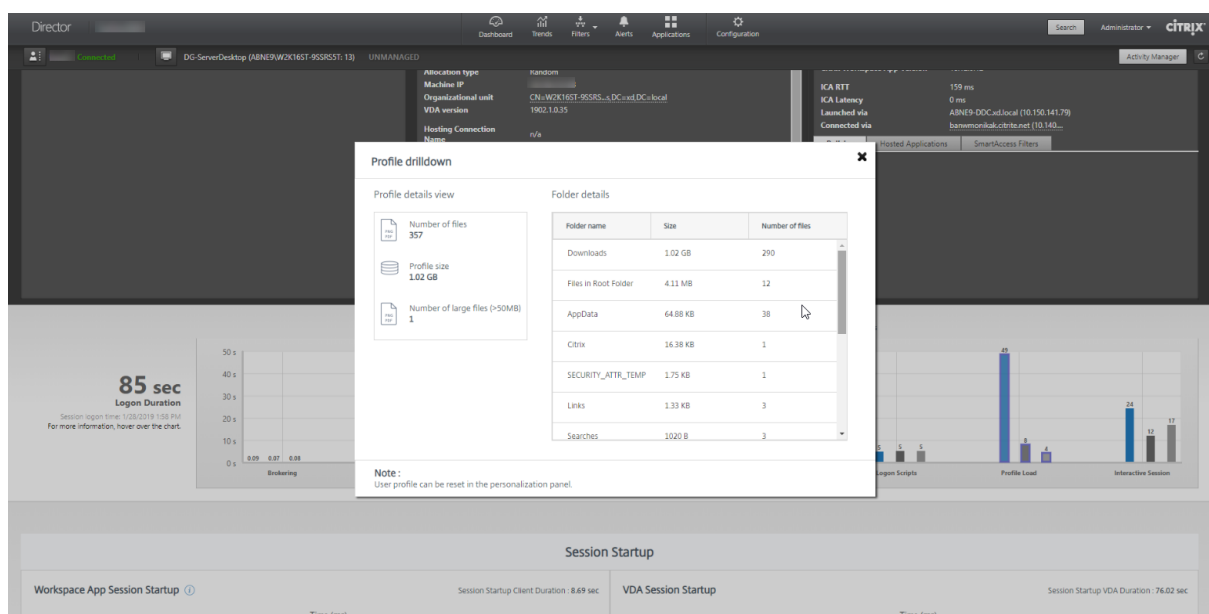 Director
Dashboard
Trends
Filters
Alerts
Applications
Configuration
Search
Administrator
CİTRIX
Connected
DG-ServerDesktop (ABNE9\W2K16ST-9SSRS5T: 13)
UNMANAGED
Activity Manager
Allocation type Random
Machine IP
Organizational unit CN=W2K16ST-9SSRS...s,DC=xd,DC=local
VDA version 1902.1.0.35
Hosting Connection
Name n/a
ICA RTT 159 ms
ICA Latency 0 ms
Launched via ABNE9-DDC.xd.local (10.150.141.79)
Connected via banwmonikak.citrite.net (10.140....
Hosted Applications
SmartAccess Filters
Profile drilldown
Profile details view
Number of files
357
Profile size
1.02 GB
Number of large files (>50MB)
1
Folder details
Folder name Size Number of files
Downloads 1.02 GB 290
Files in Root Folder 4.11 MB 12
AppData 64.88 KB 38
Citrix 16.38 KB 1
SECURITY_ATTR_TEMP 1.75 KB 1
Links 1.33 KB 3
Searches 1020 B 3
Note :
User profile can be reset in the personalization panel.
85 sec
Logon Duration
Session logon time: 1/28/2019 1:58 PM
For more information, hover over the chart.
50 s
40 s
30 s
20 s
10 s
0 s
0.09 0.07 0.08
Brokering
5 5
Logon Scripts
49
8
4
Profile Load
24
12
17
Interactive Session
Session Startup
Workspace App Session Startup
Session Startup Client Duration : 8.69 sec
VDA Session Startup
Session Startup VDA Duration : 76.02 sec